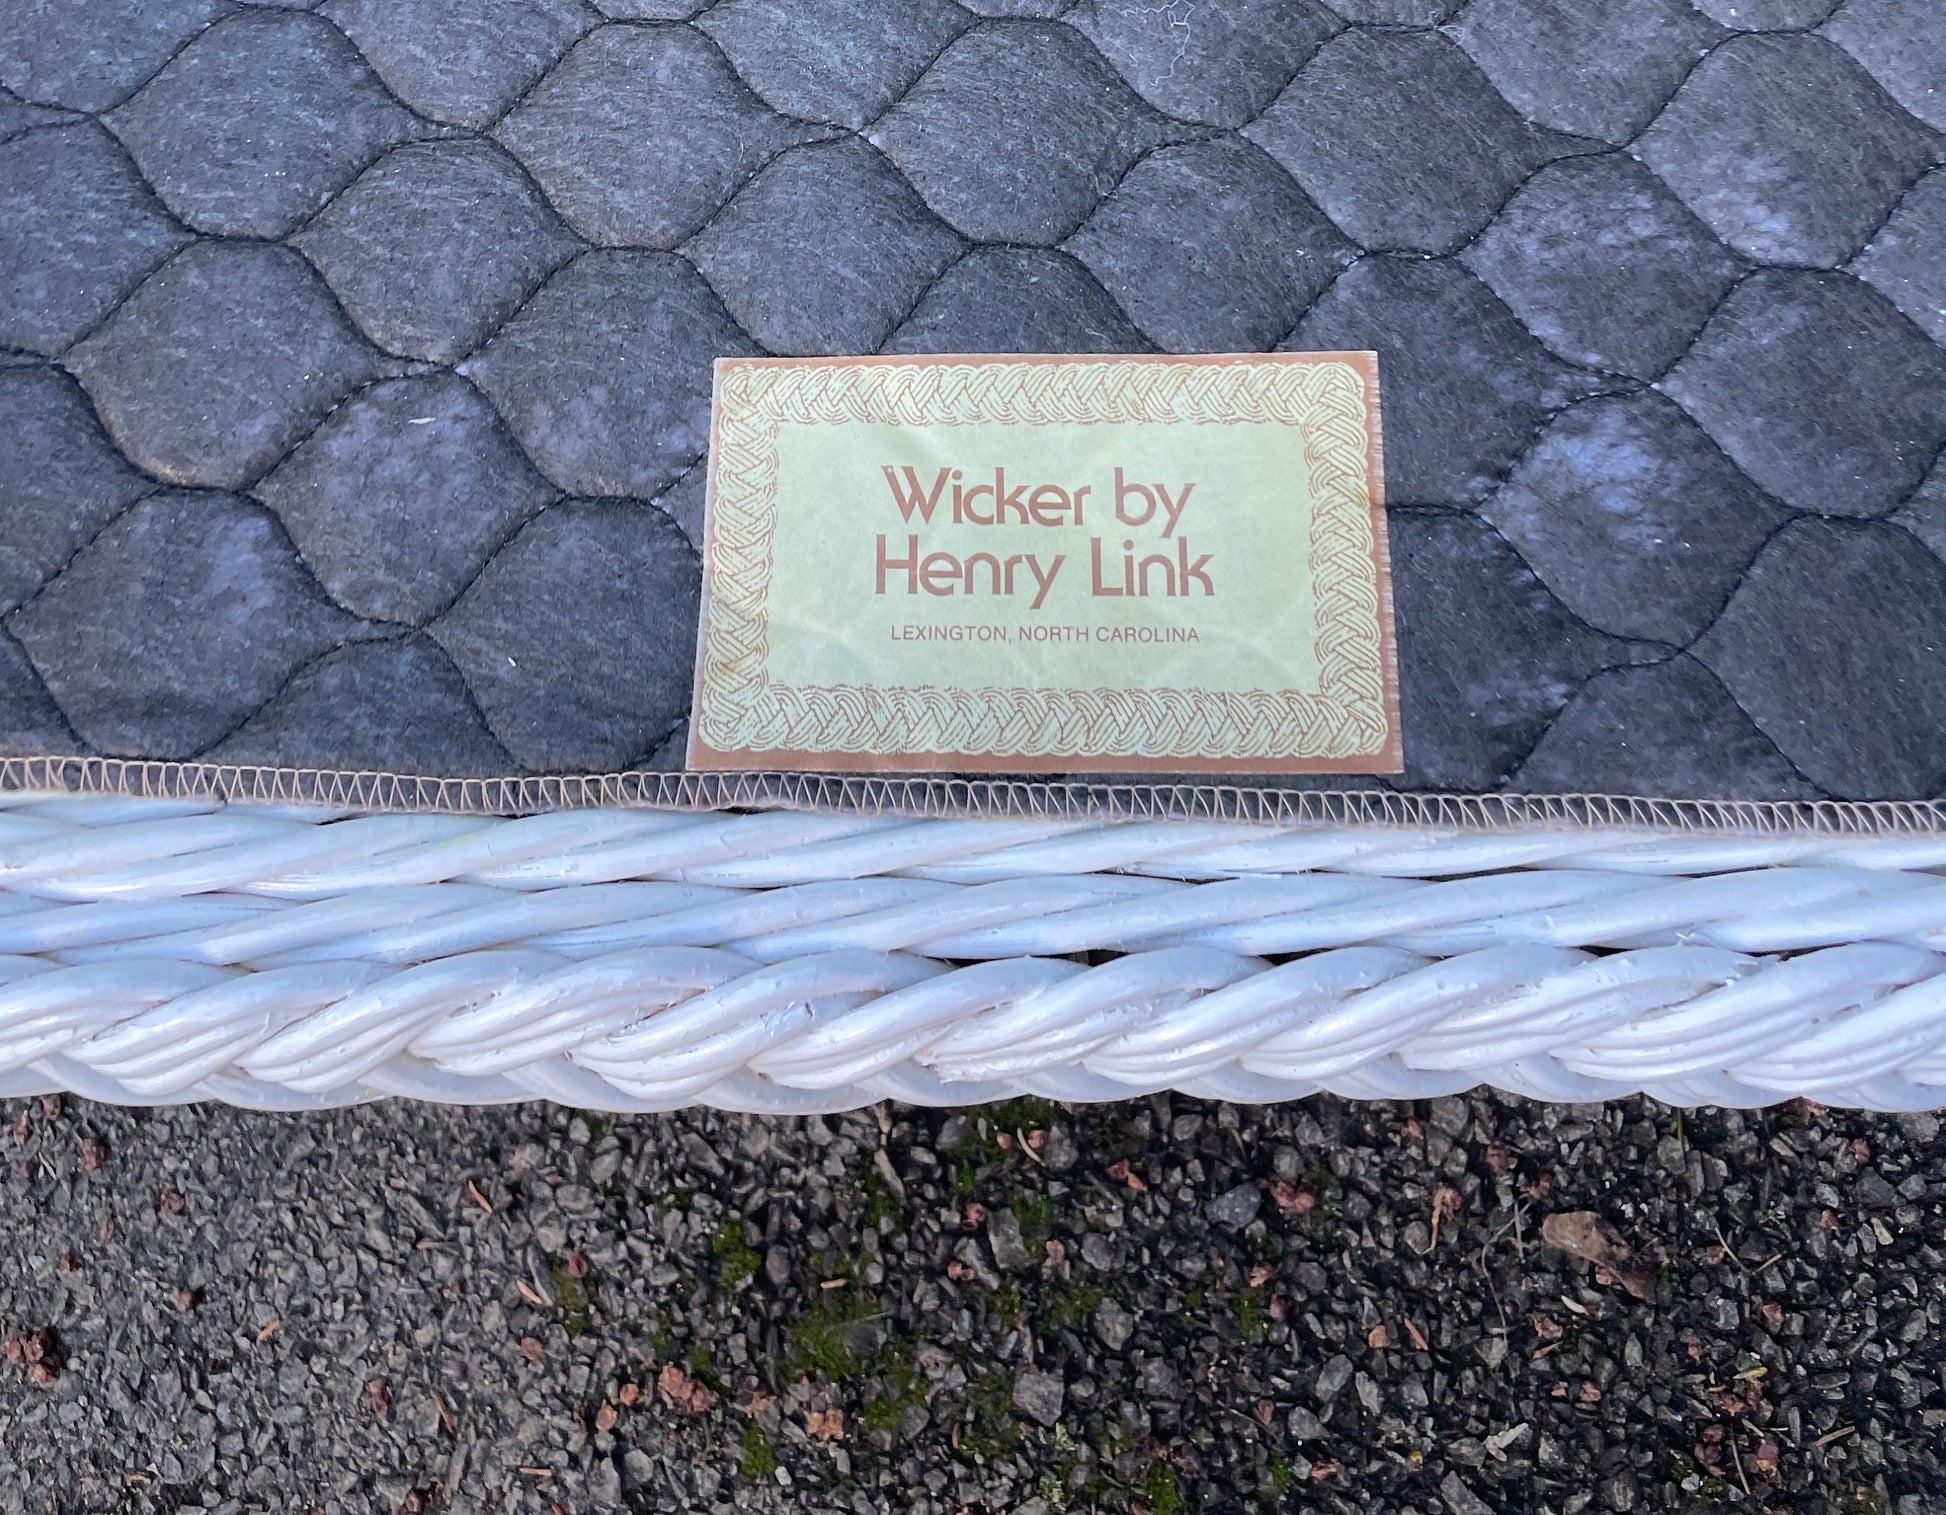 Wicker by
Henry Link
LEXINGTON, NORTH CAROLINA